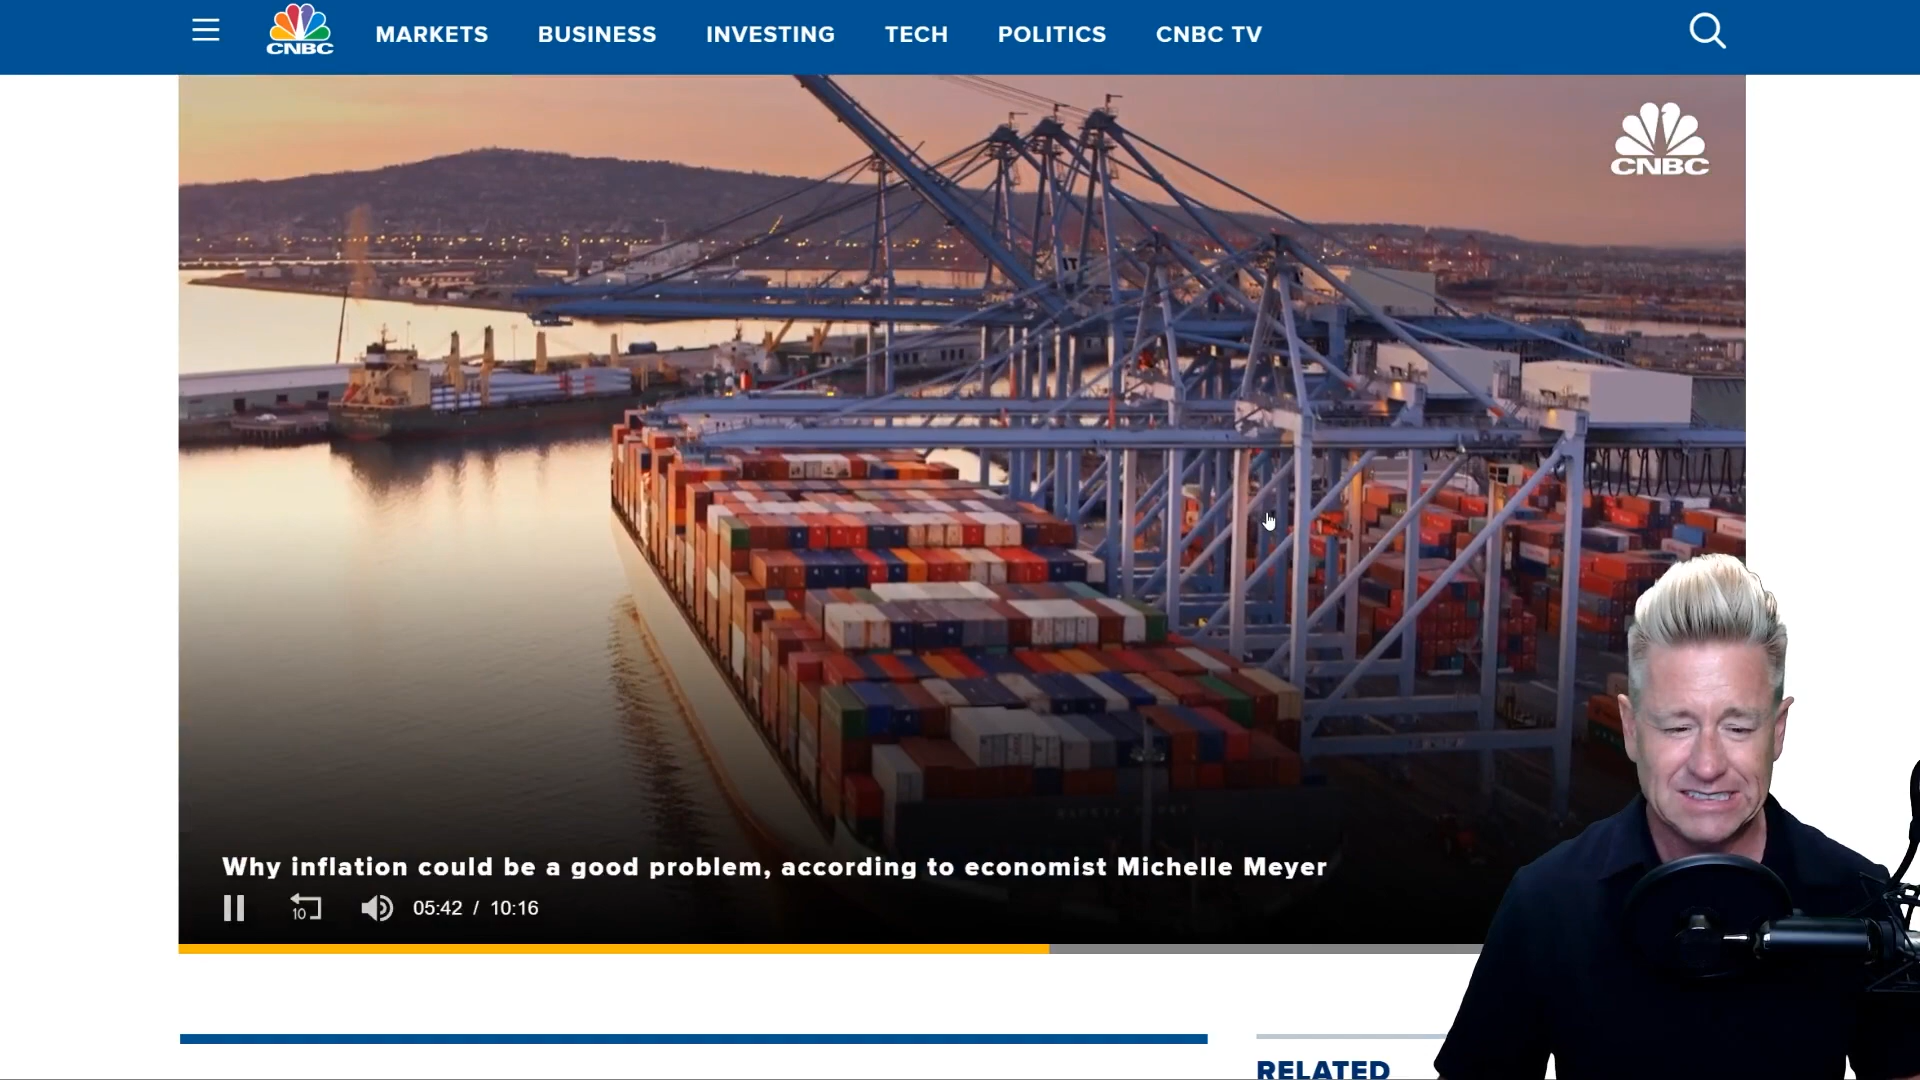 CNBC
MARKETS
BUSINESS
INVESTING
TECH
POLITICS
CNBC TV
CNBC
Why inflation could be a good problem, according to economist Michelle Meyer
10
05:42 / 10:16
RELATED